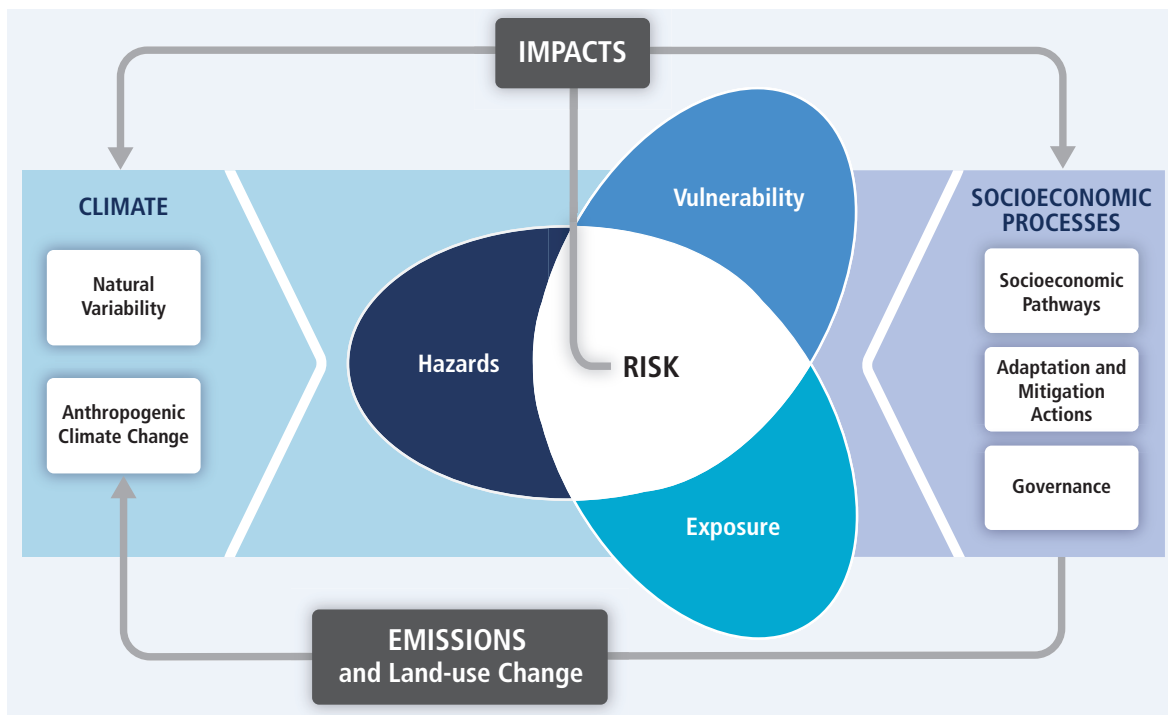 IMPACTS
CLIMATE
Natural
Variability
Anthropogenic
Climate Change
Vulnerability
Hazards
RISK
Exposure
SOCIOECONOMIC
PROCESSES
Socioeconomic
Pathways
Adaptation and
Mitigation
Actions
Governance
EMISSIONS
and Land-use Change